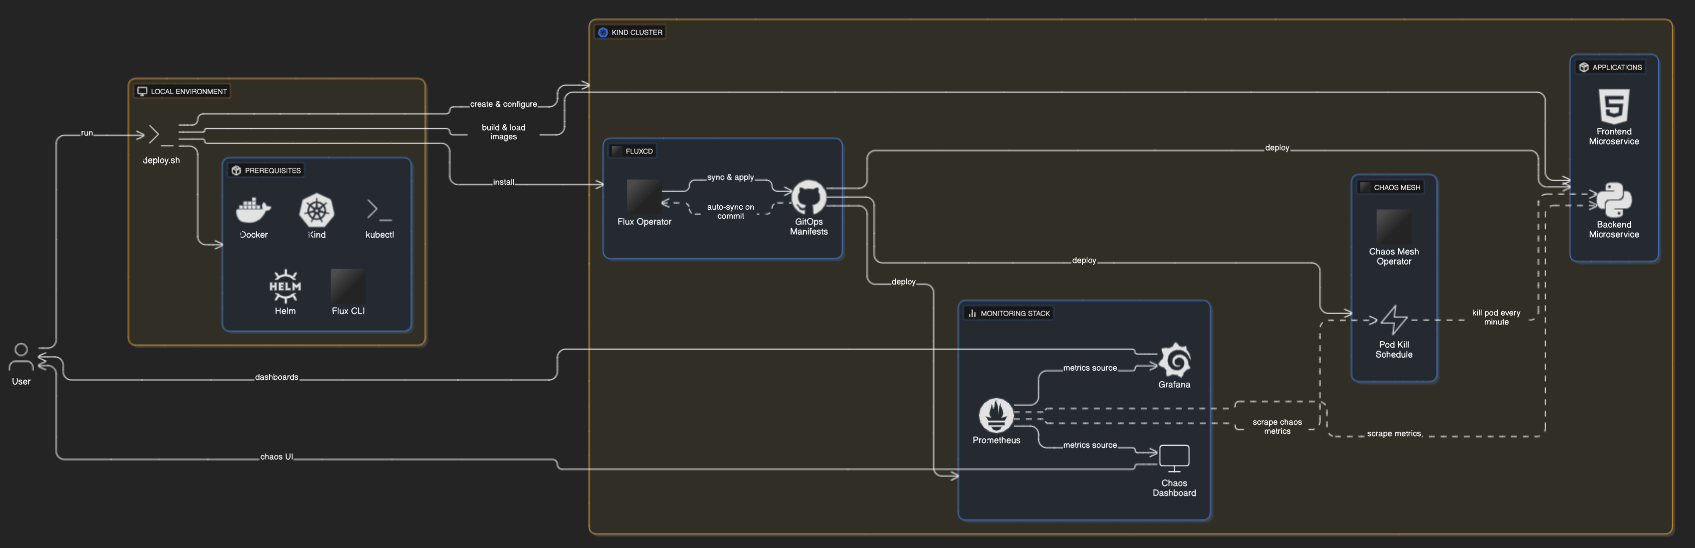 KIND CLUSTER
APPLICATIONS
LOCAL ENVIRONMENT
create & configure
Frontend
Microservice
run
build & load
images
deploy.sh
FLUXCD
deploy
PREREQUISITES
install
sync & apply
CHAOS MESH
Docker
Kind
kubectl
Flux Operator
auto-sync on
commit
GitOps
Manifests
Backend
Microservice
Chaos Mesh
Operator
deploy
deploy
HELM
Helm
Flux CLI
MONITORING STACK
kill pod every
minute
Pod Kill
Schedule
User
dashboards
metrics source
Grafana
Prometheus
scrape chaos
metrics
scrape metrics
metrics source
chaos UI
Chaos
Dashboard